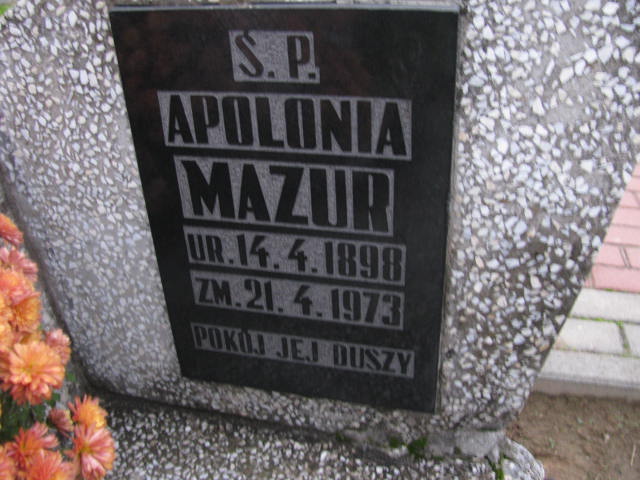 Ś. P.
APOLONIA
MAZUR
UR. 14. 4. 1898
ZM. 21. 4. 1973
POKÓJ JEJ DUSZY